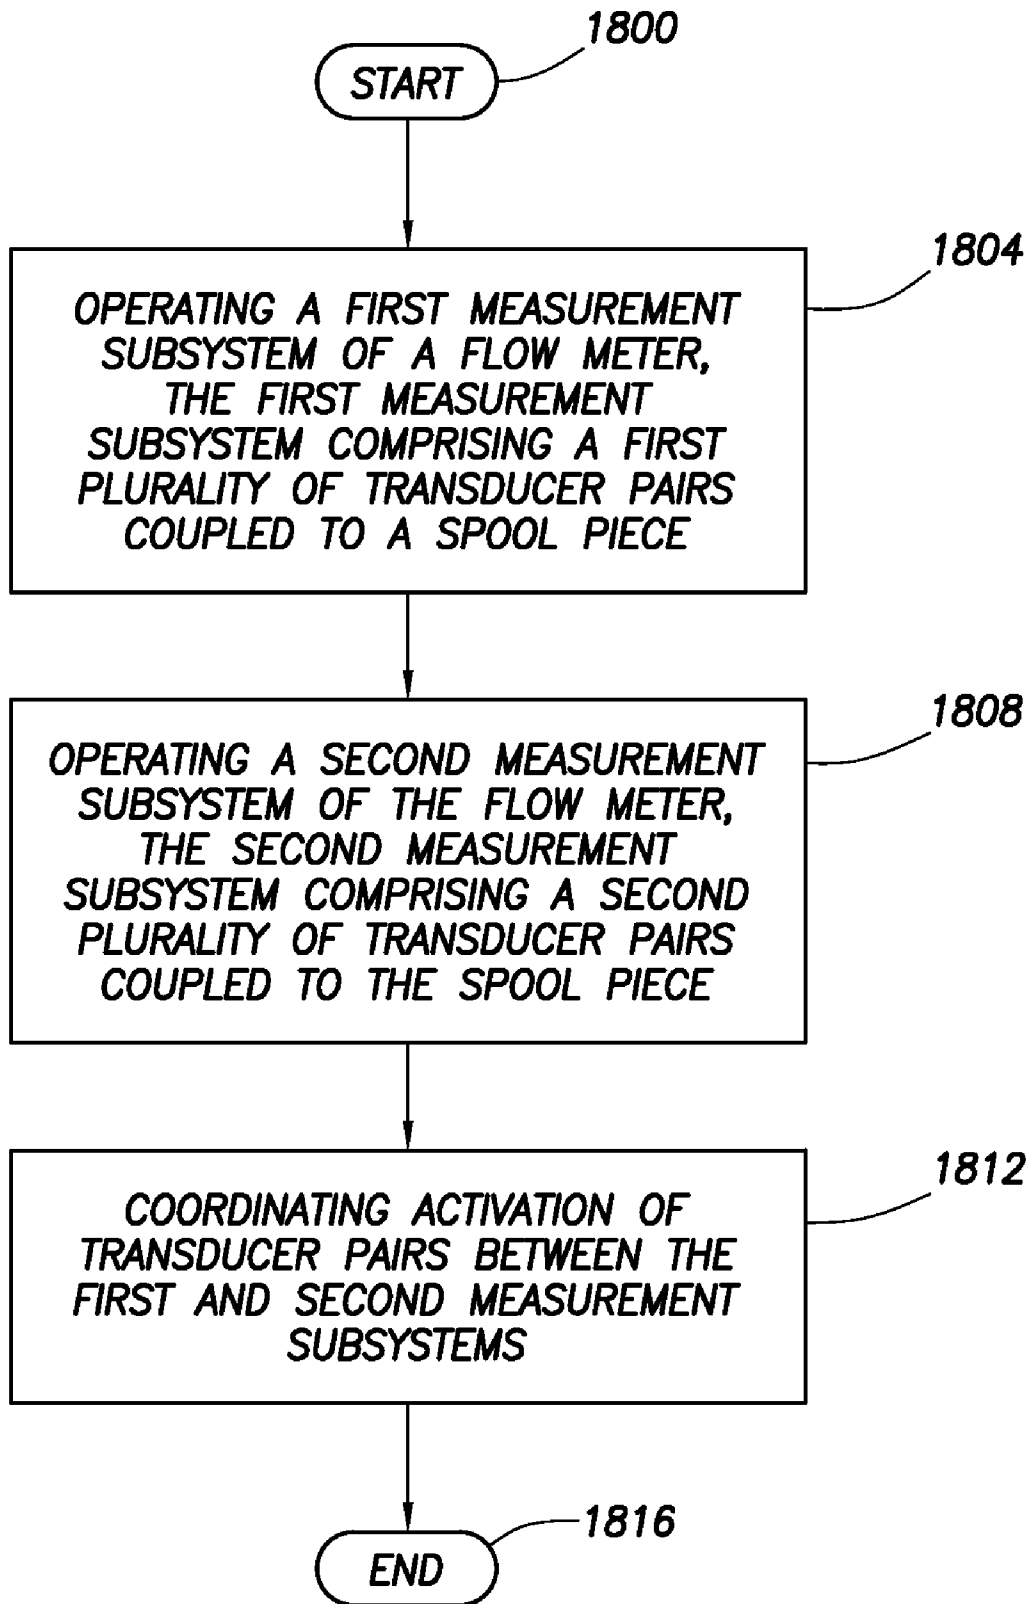 1800
START
1804
OPERATING A FIRST MEASUREMENT
SUBSYSTEM OF A FLOW METER,
THE FIRST MEASUREMENT
SUBSYSTEM COMPRISING A FIRST
PLURALITY OF TRANSDUCER PAIRS
COUPLED TO A SPOOL PIECE
1808
OPERATING A SECOND MEASUREMENT
SUBSYSTEM OF THE FLOW METER,
THE SECOND MEASUREMENT
SUBSYSTEM COMPRISING A SECOND
PLURALITY OF TRANSDUCER PAIRS
COUPLED TO THE SPOOL PIECE
1812
COORDINATING ACTIVATION OF
TRANSDUCER PAIRS BETWEEN THE
FIRST AND SECOND MEASUREMENT
SUBSYSTEMS
1816
END